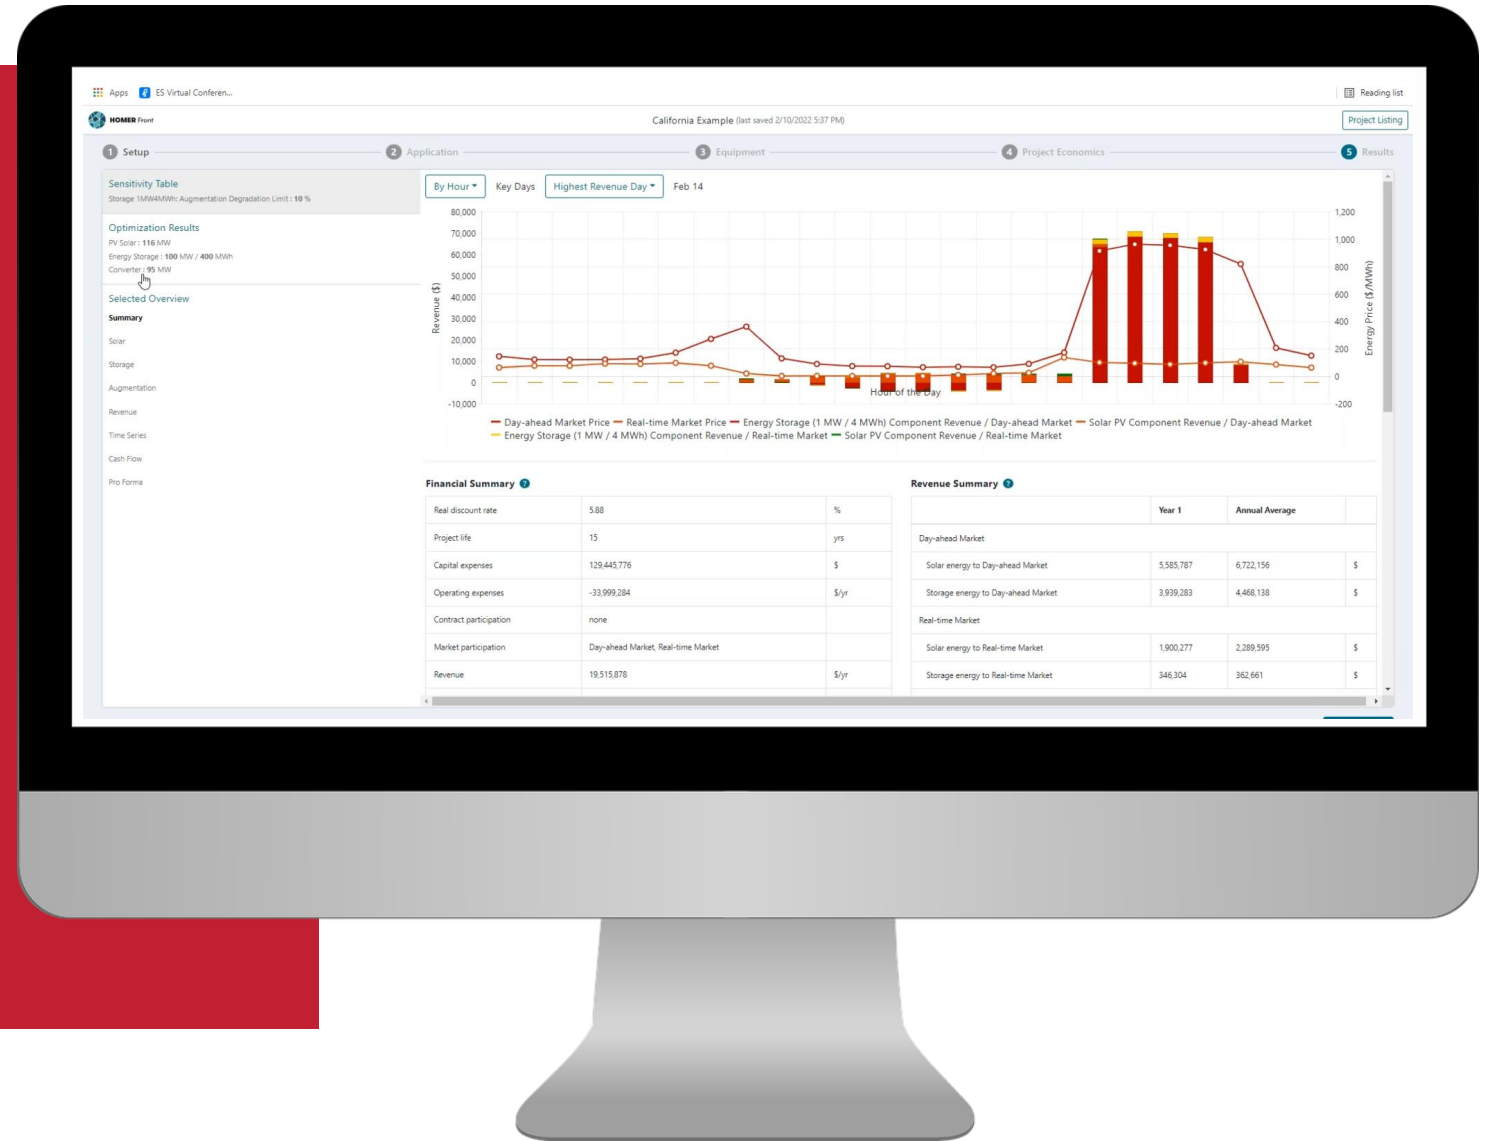 Apps ES Virtual Conferen...
Reading list
HOMER Front
California Example (last saved 2/10/2022 5:37 PM)
Project Listing
1 Setup
2 Application
3 Equipment
4 Project Economics
5 Results
Sensitivity Table
Storage 1MW4MWh: Augmentation Degradation Limit : 10 %
Optimization Results
PV Solar : 116 MW
Energy Storage : 100 MW / 400 MWh
Converter : 95 MW
Selected Overview
Summary
Solar
Storage
Augmentation
Revenue
Time Series
Cash Flow
Pro Forma
By Hour Key Days Highest Revenue Day Feb 14
80,000
70,000
60,000
50,000
40,000
30,000
20,000
10,000
0
-10,000
Revenue ($)
1,200
1,000
800
600
400
200
0
-200
Energy Price ($/MWh)
Hour of the Day
Day-ahead Market Price Real-time Market Price Energy Storage (1 MW / 4 MWh) Component Revenue / Day-ahead Market Solar PV Component Revenue / Day-ahead Market
Energy Storage (1 MW / 4 MWh) Component Revenue / Real-time Market Solar PV Component Revenue / Real-time Market
Financial Summary ?
Real discount rate 5.88 %
Project life 15 yrs
Capital expenses 129,445,776 $
Operating expenses -33,999,284 $/yr
Contract participation none
Market participation Day-ahead Market, Real-time Market
Revenue 19,515,878 $/yr
Revenue Summary ?
Year 1 Annual Average
Day-ahead Market
Solar energy to Day-ahead Market 5,585,787 6,722,156 $
Storage energy to Day-ahead Market 3,939,283 4,468,138 $
Real-time Market
Solar energy to Real-time Market 1,900,277 2,289,595 $
Storage energy to Real-time Market 346,304 362,661 $